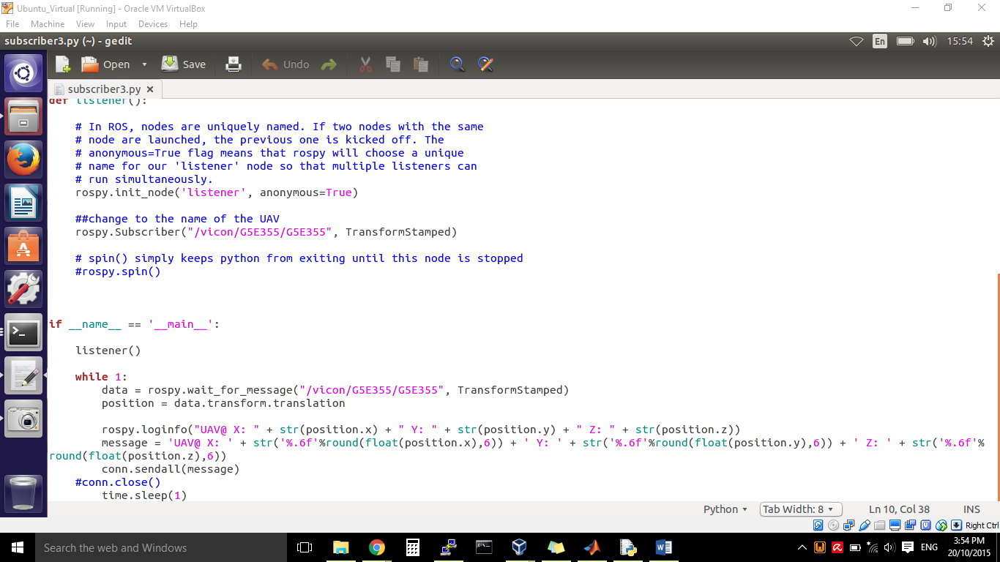 Ubuntu_Virtual [Running] - Oracle VM VirtualBox
File Machine View Input Devices Help
subscriber3.py (~) - gedit
En 15:54
Open Save Undo
subscriber3.py ×
def listener():
# In ROS, nodes are uniquely named. If two nodes with the same
# node are launched, the previous one is kicked off. The
# anonymous=True flag means that rospy will choose a unique
# name for our 'listener' node so that multiple listeners can
# run simultaneously.
rospy.init_node('listener', anonymous=True)
##change to the name of the UAV
rospy.Subscriber("/vicon/G5E355/G5E355", TransformStamped)
# spin() simply keeps python from exiting until this node is stopped
#rospy.spin()
if __name__ == '__main__':
listener()
while 1:
data = rospy.wait_for_message("/vicon/G5E355/G5E355", TransformStamped)
position = data.transform.translation
rospy.loginfo("UAV@ X: " + str(position.x) + " Y: " + str(position.y) + " Z: " + str(position.z))
message = 'UAV@ X: ' + str('%.6f'%round(float(position.x),6)) + ' Y: ' + str('%.6f'%round(float(position.y),6)) + ' Z: ' + str('%.6f'%
round(float(position.z),6))
conn.sendall(message)
#conn.close()
time.sleep(1)
Python Tab Width: 8 Ln 10, Col 38 INS
Right Ctrl
Search the web and Windows
ENG 3:54 PM
20/10/2015